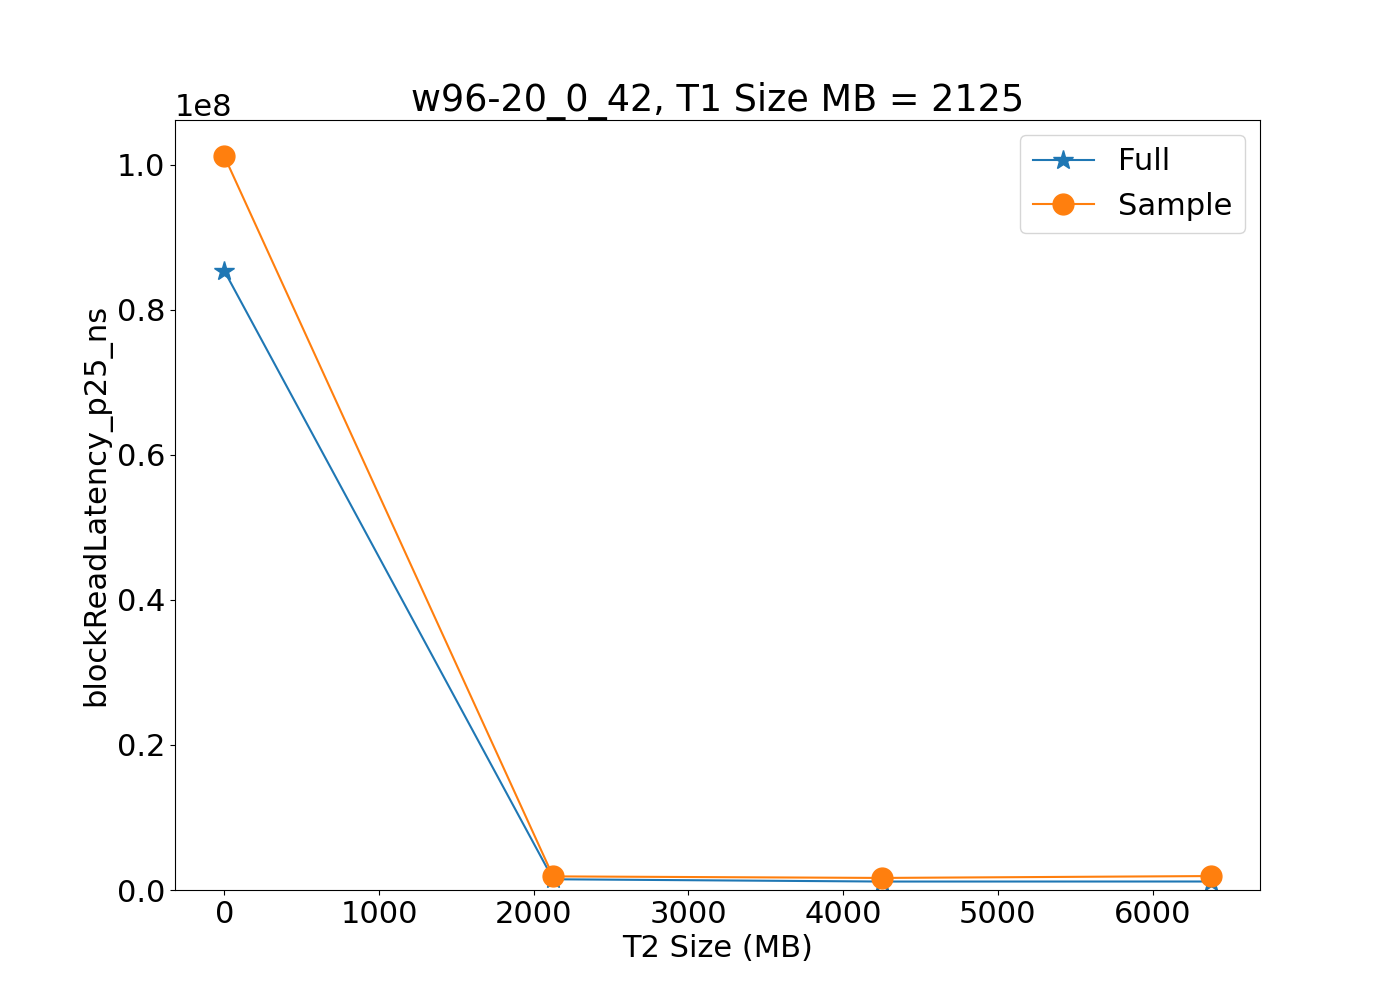 w96-20_0_42, T1 Size MB = 2125
1e8
Full
Sample
1.0
0.8
0.6
0.4
0.2
0.0
blockReadLatency_p25_ns
0 1000 2000 3000 4000 5000 6000
T2 Size (MB)